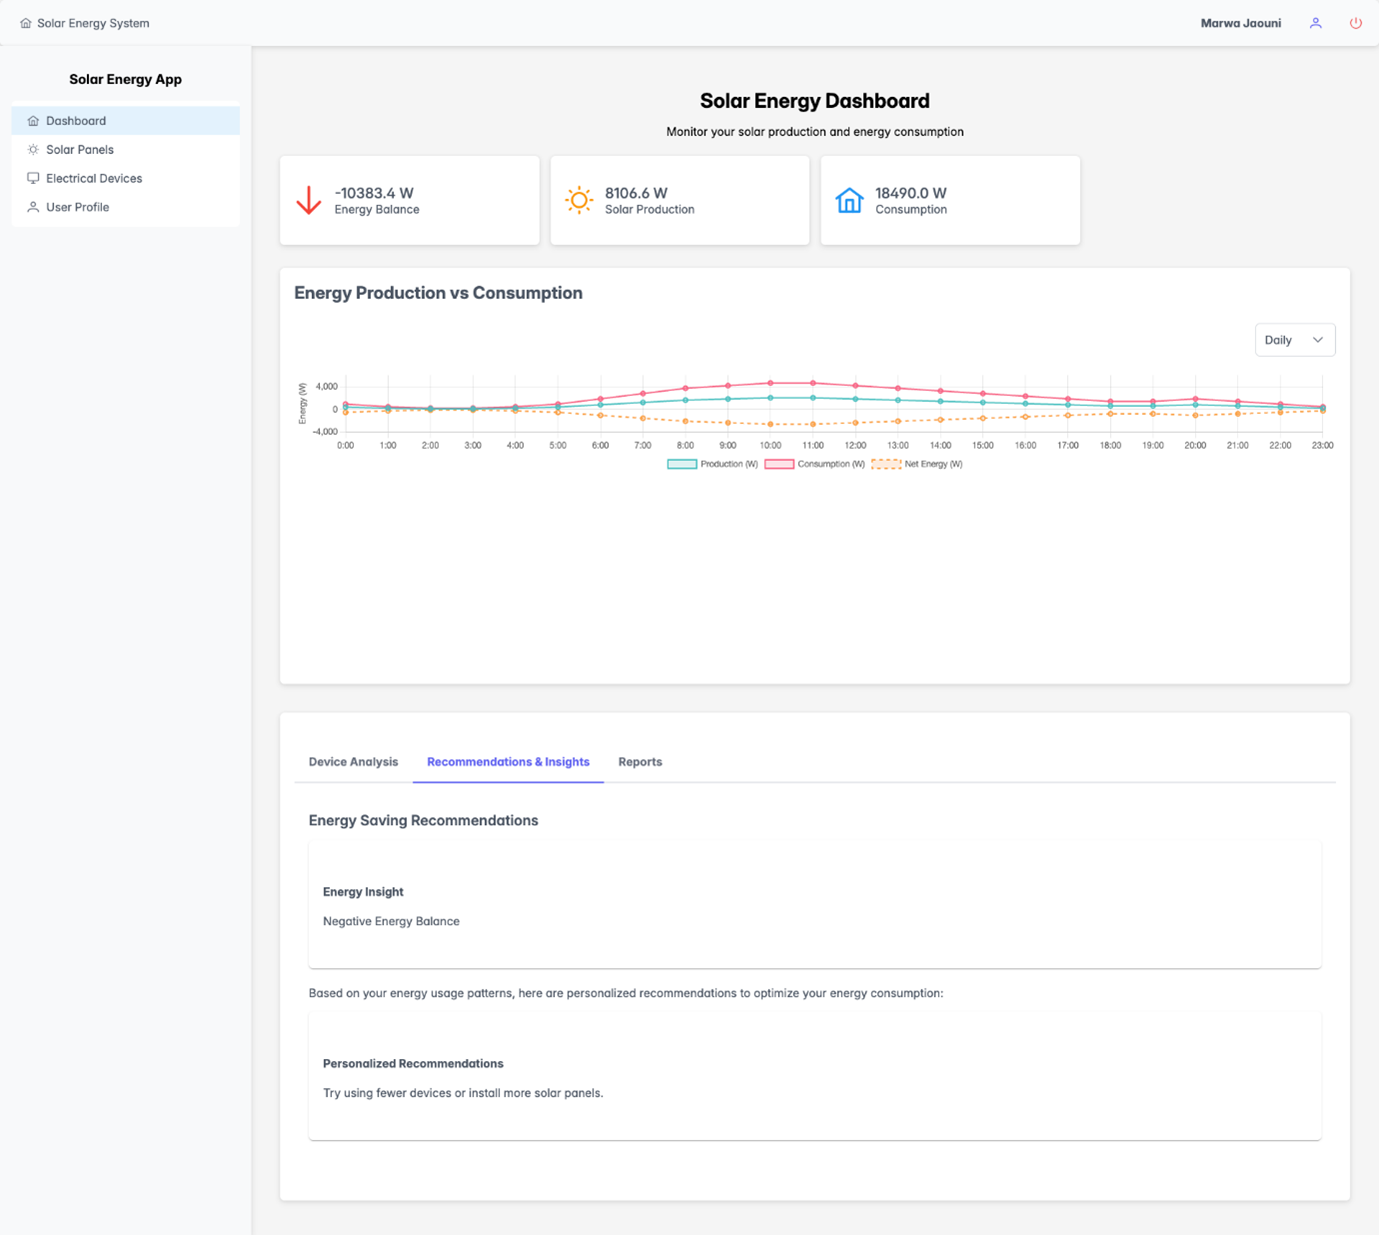 Solar Energy System
Marwa Jaouni
Solar Energy App
Dashboard
Solar Panels
Electrical Devices
User Profile
Solar Energy Dashboard
Monitor your solar production and energy consumption
-10383.4 W
Energy Balance
8106.6 W
Solar Production
18490.0 W
Consumption
Energy Production vs Consumption
Daily
Energy (W)
4,000
0
-4,000
0:00 1:00 2:00 3:00 4:00 5:00 6:00 7:00 8:00 9:00 10:00 11:00 12:00 13:00 14:00 15:00 16:00 17:00 18:00 19:00 20:00 21:00 22:00 23:00
Production (W) Consumption (W) Net Energy (W)
Device Analysis Recommendations & Insights Reports
Energy Saving Recommendations
Energy Insight
Negative Energy Balance
Based on your energy usage patterns, here are personalized recommendations to optimize your energy consumption:
Personalized Recommendations
Try using fewer devices or install more solar panels.